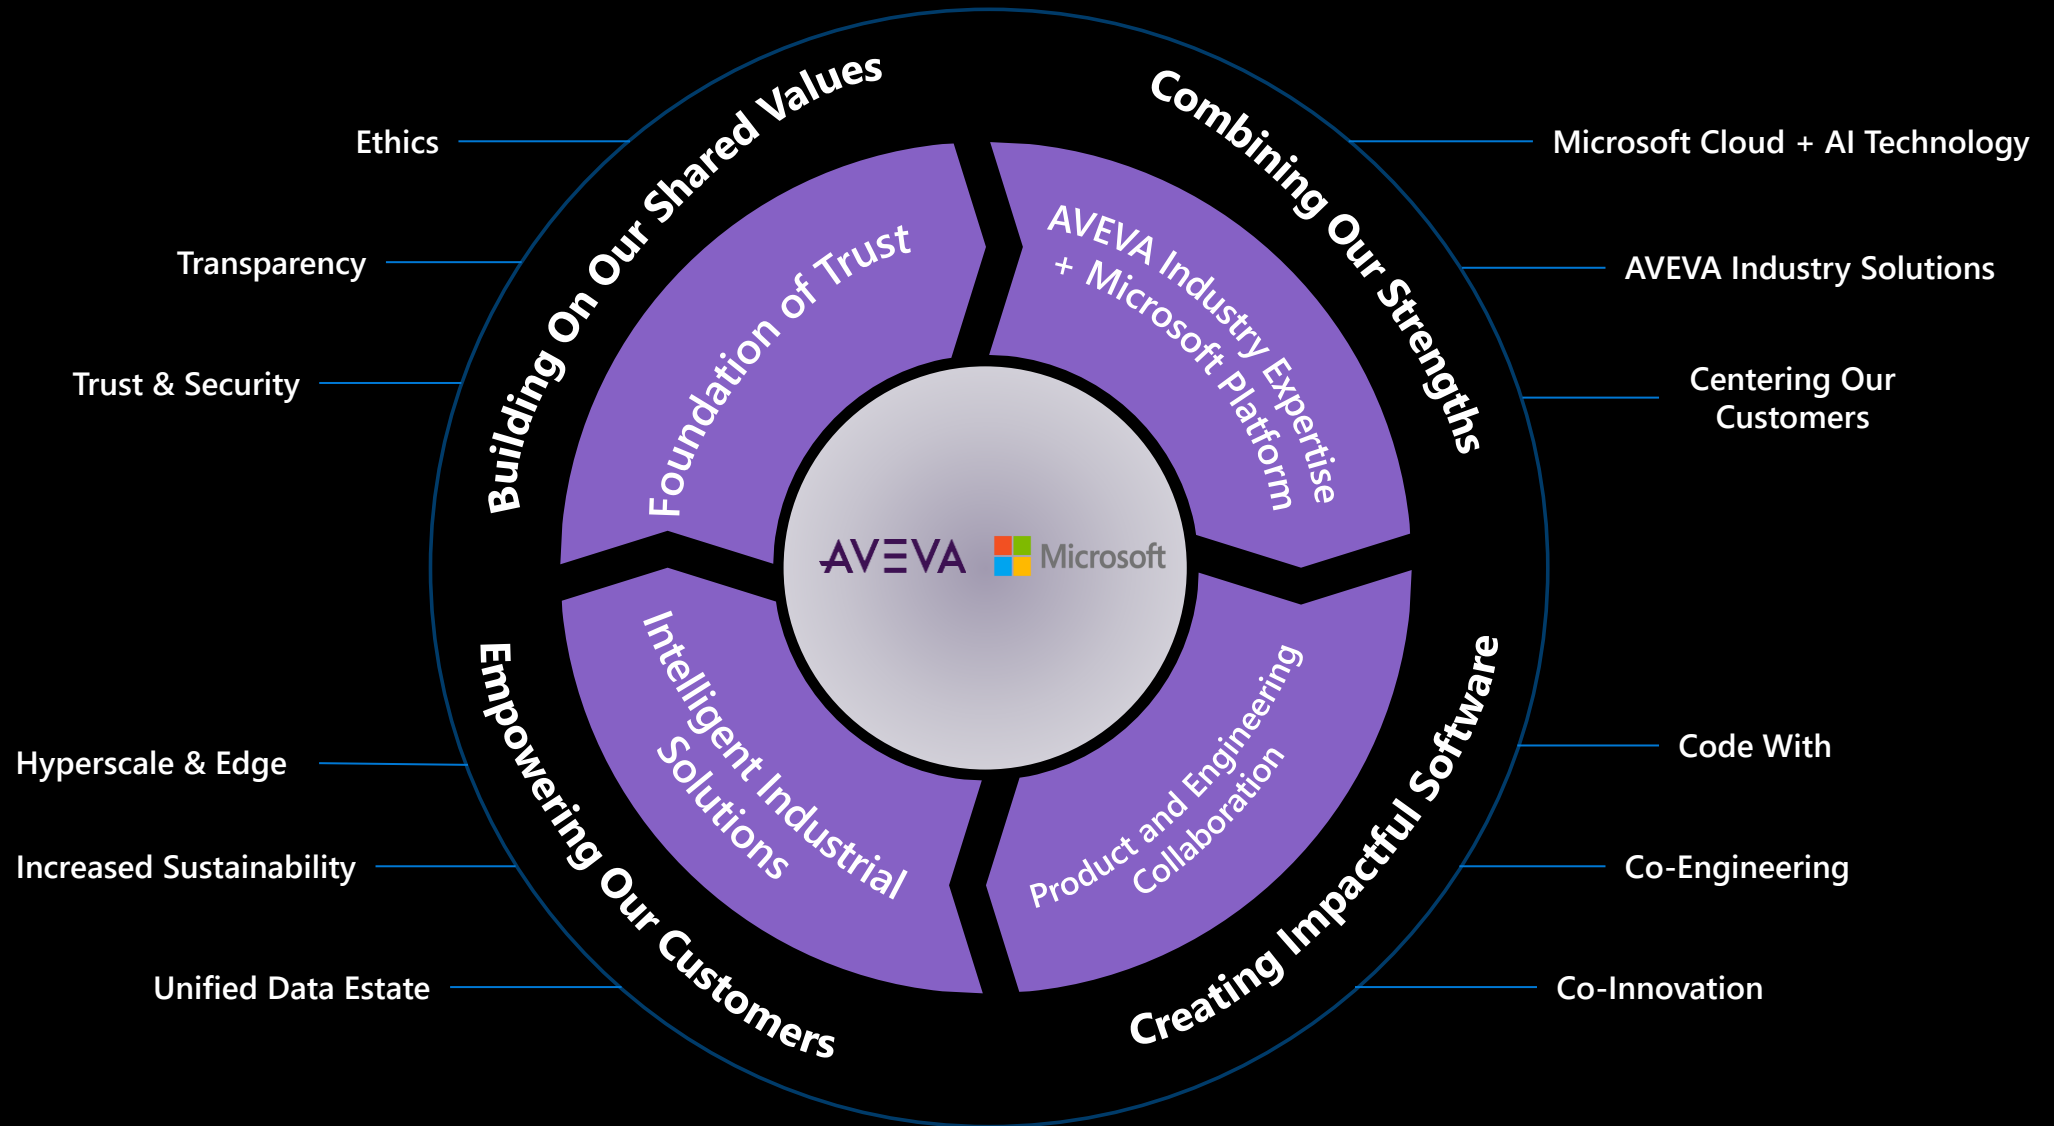 Building On Our Shared Values
Ethics
Transparency
Trust & Security
Foundation of Trust
Combining Our Strengths
Microsoft Cloud + AI Technology
AVEVA Industry Solutions
Centering Our
Customers
AVEVA Industry Expertise
+ Microsoft Platform
AVEVA
Microsoft
Empowering Our Customers
Hyperscale & Edge
Increased Sustainability
Unified Data Estate
Intelligent Industrial
Solutions
Creating Impactful Software
Code With
Co-Engineering
Co-Innovation
Product and Engineering
Collaboration